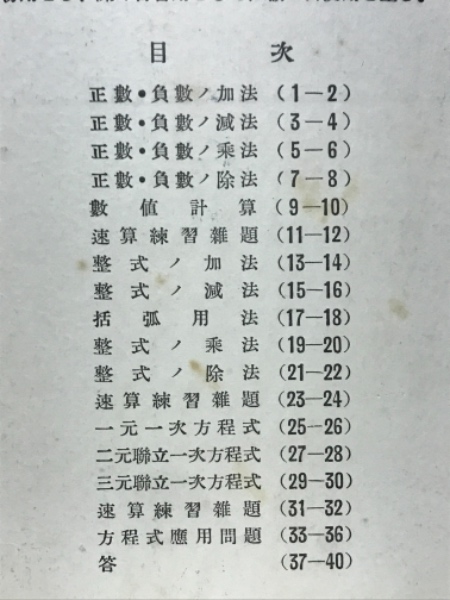 目次
正數・負數ノ加法 (1—2)
正數・負數ノ減法 (3—4)
正數・負數ノ乘法 (5—6)
正數・負數ノ除法 (7—8)
數値計算 (9—10)
速算練習雜題 (11—12)
整式ノ加法 (13—14)
整式ノ減法 (15—16)
括弧用法 (17—18)
整式ノ乘法 (19—20)
整式ノ除法 (21—22)
速算練習雜題 (23—24)
一元一次方程式 (25—26)
二元聯立一次方程式 (27—28)
三元聯立一次方程式 (29—30)
速算練習雜題 (31—32)
方程式應用問題 (33—36)
答 (37—40)